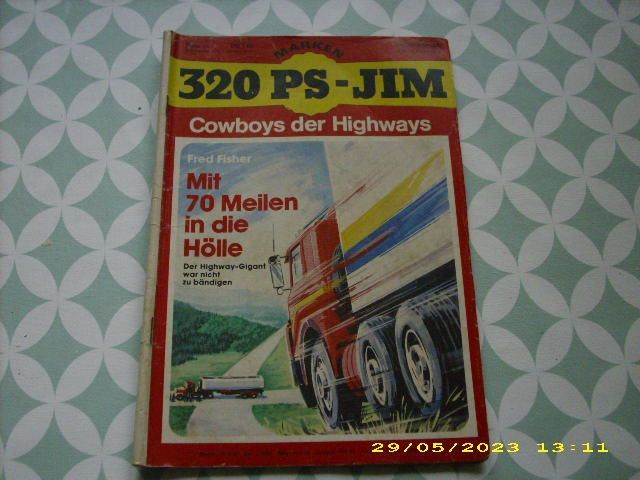 MARKEN
320 PS-JIM
Cowboys der Highways
Fred Fisher
Mit
70 Meilen
in die
Hölle
Der Highway-Gigant
war nicht
zu bändigen
29/05/2023 13:11